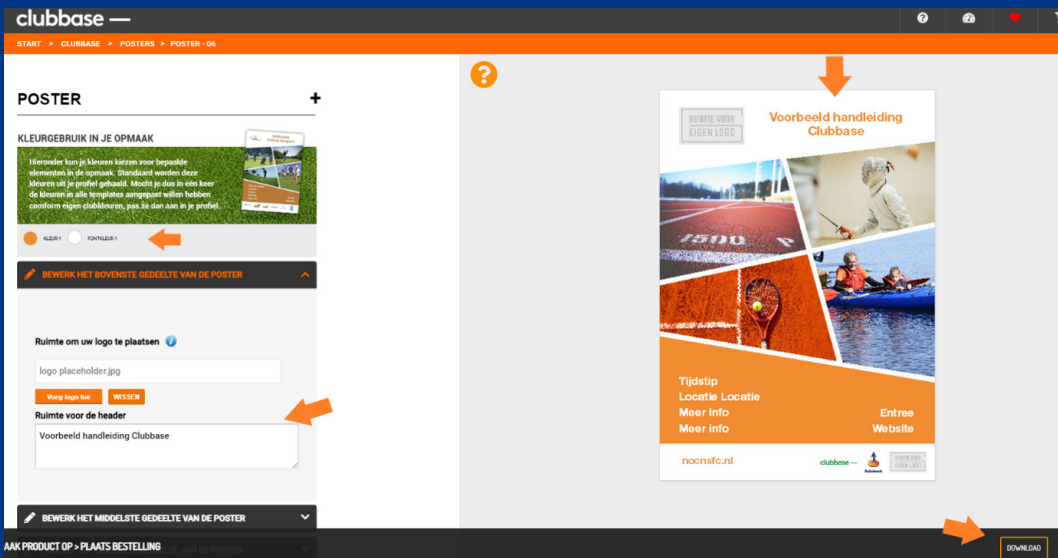 clubbase —
START > CLUBBASE > POSTERS > POSTER - 06
POSTER
+
KLEURGEBRUIK IN JE OPMAAK
Hieronder kun je kleuren kiezen voor bepaalde
elementen in de opmaak. Standaard worden deze
kleuren uit je profiel gehaald. Mocht je dus in een keer
de kleuren in alle templates aangepast willen hebben
comform eigen clubkleuren, pas ze dan aan in je profiel.
KLEUR 1
FONTKLEUR 1
BEWERK HET BOVENSTE GEDEELTE VAN DE POSTER
Ruimte om uw logo te plaatsen
logo placeholder.jpg
Voeg logo toe
WISSEN
Ruimte voor de header
Voorbeeld handleiding Clubbase
BEWERK HET MIDDELSTE GEDEELTE VAN DE POSTER
AAK PRODUCT OP > PLAATS BESTELLING
?
RUIMTE VOOR
EIGEN LOGO
Voorbeeld handleiding
Clubbase
1500
Tijdstip
Locatie Locatie
Meer info
Entree
Meer info
Website
nocnsfc.nl
clubbase —
Rabobank
RUIMTE VOOR
EIGEN LOGO
DOWNLOAD